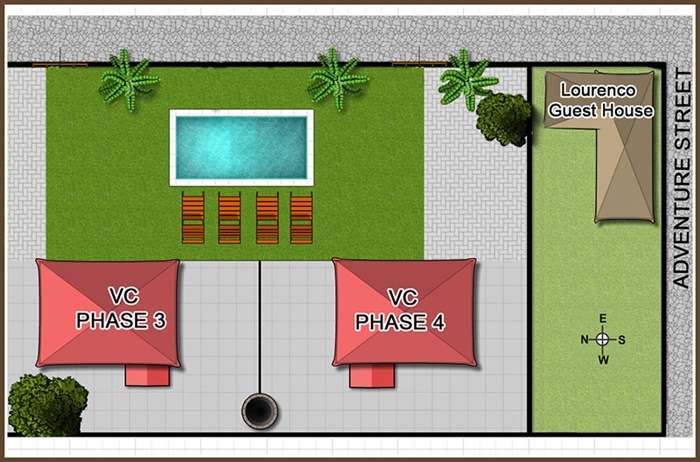 Lourenco
Guest House
ADVENTURE STREET
VC
PHASE 3
VC
PHASE 4
E
N S
W